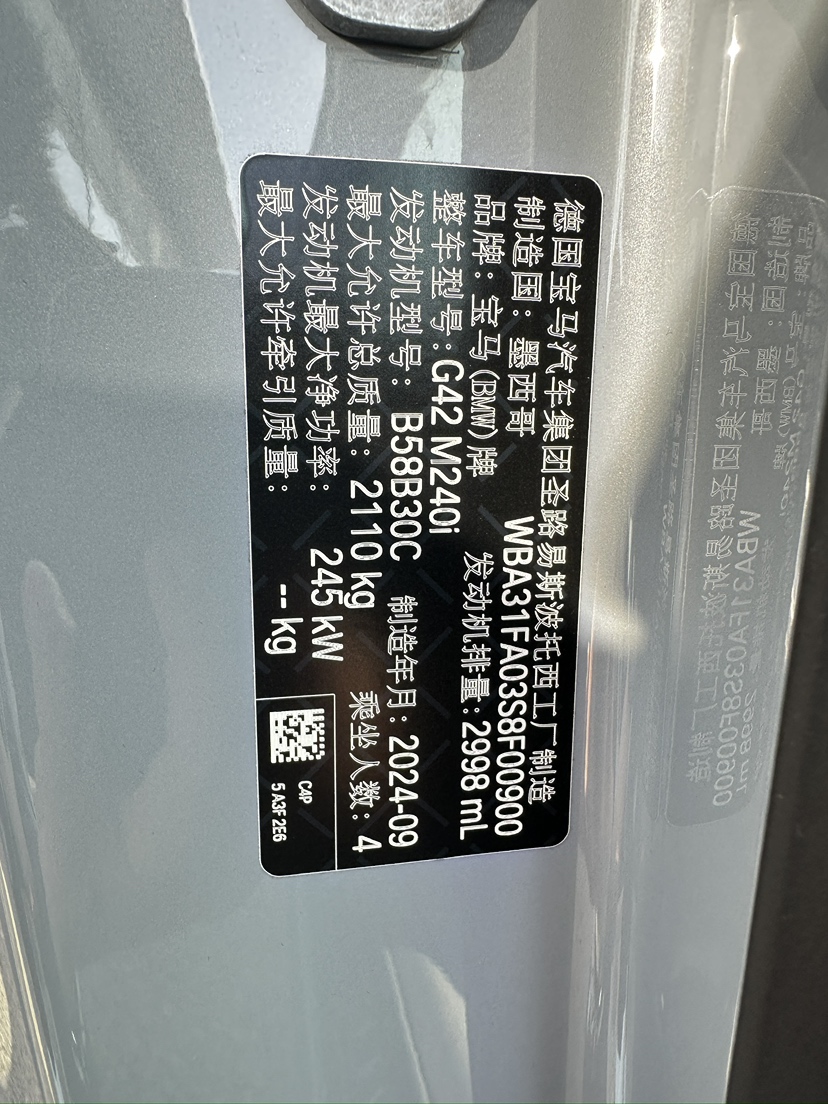 德国宝马汽车集团圣路易斯波托西工厂 制造
制造国：墨西哥 WBA31FA03S8F00900
品牌：宝马(BMW)牌 发动机排量：2998 mL
整车型号：G42 M240i
发动机型号：B58B30C 制造年月：2024-09
最大允许总质量：2110 kg 乘坐人数：4
发动机最大净功率：245 kW
最大允许牵引质量：-- kg
C4P
5 A3F2E6